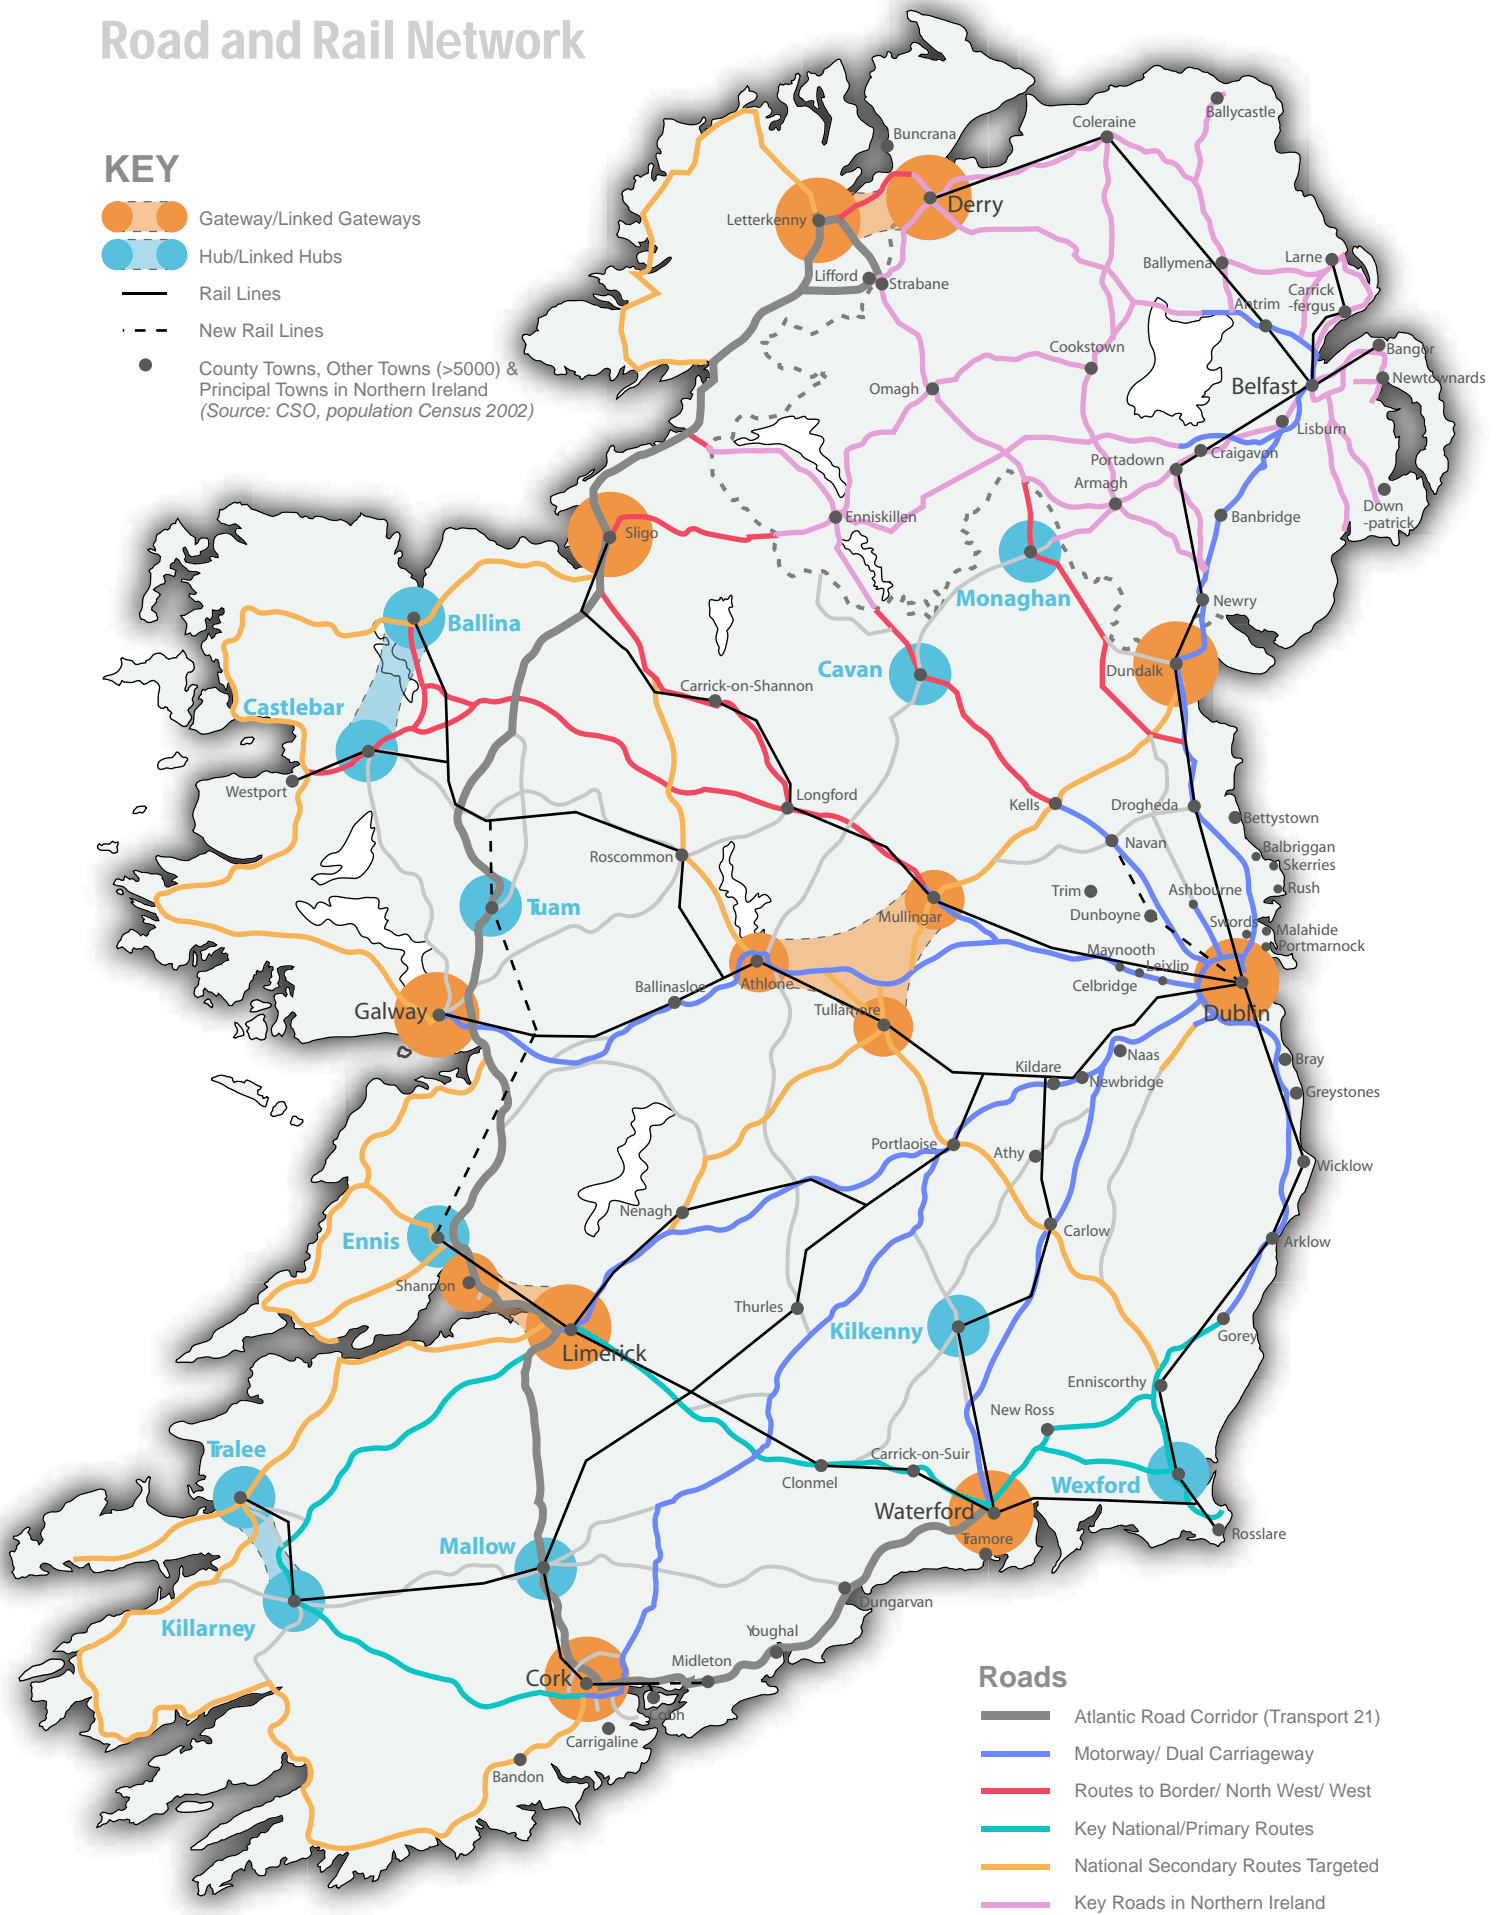 Road and Rail Network
KEY
Gateway/Linked Gateways
Hub/Linked Hubs
Rail Lines
New Rail Lines
County Towns, Other Towns (>5000) &
Principal Towns in Northern Ireland
(Source: CSO, population Census 2002)
Ballycastle
Coleraine
Buncrana
Derry
Letterkenny
Lifford
Strabane
Ballymena
Larne
Carrick
-fergus
Antrim
Cookstown
Bangor
Newtownards
Belfast
Omagh
Lisburn
Craigavon
Portadown
Armagh
Down
-patrick
Banbridge
Enniskillen
Sligo
Monaghan
Newry
Ballina
Cavan
Dundalk
Carrick-on-Shannon
Castlebar
Westport
Longford
Kells
Drogheda
Bettystown
Navan
Balbriggan
Skerries
Roscommon
Trim
Ashbourne
Rush
Tuam
Mullingar
Dunboyne
Swords
Malahide
Portmarnock
Maynooth
Leixlip
Celbridge
Ballinasloe
Athlone
Galway
Tullamore
Dublin
Naas
Bray
Kildare
Newbridge
Greystones
Portlaoise
Athy
Wicklow
Nenagh
Carlow
Ennis
Arklow
Shannon
Thurles
Kilkenny
Gorey
Limerick
Enniscorthy
New Ross
Tralee
Carrick-on-Suir
Clonmel
Wexford
Waterford
Rosslare
Tramore
Mallow
Dungarvan
Killarney
Youghal
Midleton
Cork
Cobh
Carrigaline
Bandon
Roads
Atlantic Road Corridor (Transport 21)
Motorway/ Dual Carriageway
Routes to Border/ North West/ West
Key National/Primary Routes
National Secondary Routes Targeted
Key Roads in Northern Ireland